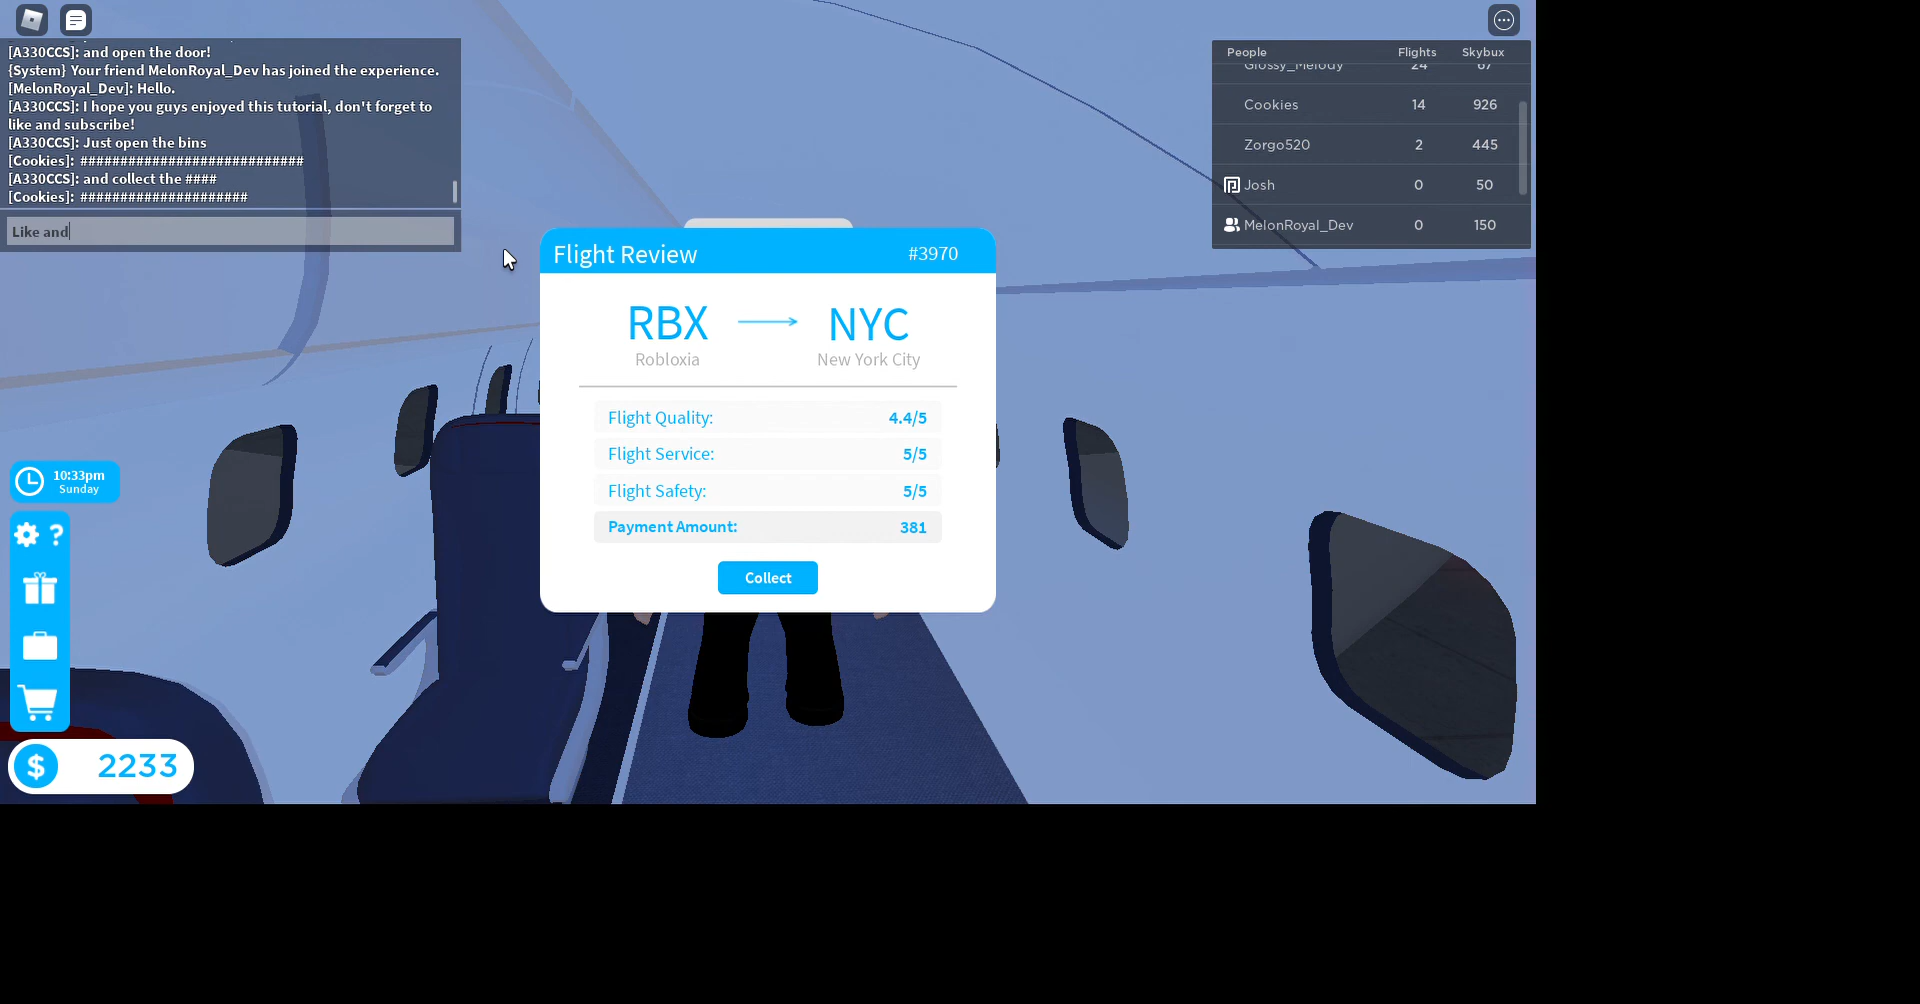 [A330CCS]: and open the door!
{System} Your friend MelonRoyal_Dev has joined the experience.
[MelonRoyal_Dev]: Hello.
[A330CCS]: I hope you guys enjoyed this tutorial, don't forget to
like and subscribe!
[A330CCS]: Just open the bins
[Cookies]: ############################
[A330CCS]: and collect the ####
[Cookies]: #####################
Like and
People Flights Skybux
Glossy_Melody 24 67
Cookies 14 926
Zorgo520 2 445
Josh 0 50
MelonRoyal_Dev 0 150
Flight Review #3970
RBX NYC
Robloxia New York City
Flight Quality: 4.4/5
Flight Service: 5/5
Flight Safety: 5/5
Payment Amount: 381
Collect
10:33pm
Sunday
?
$ 2233